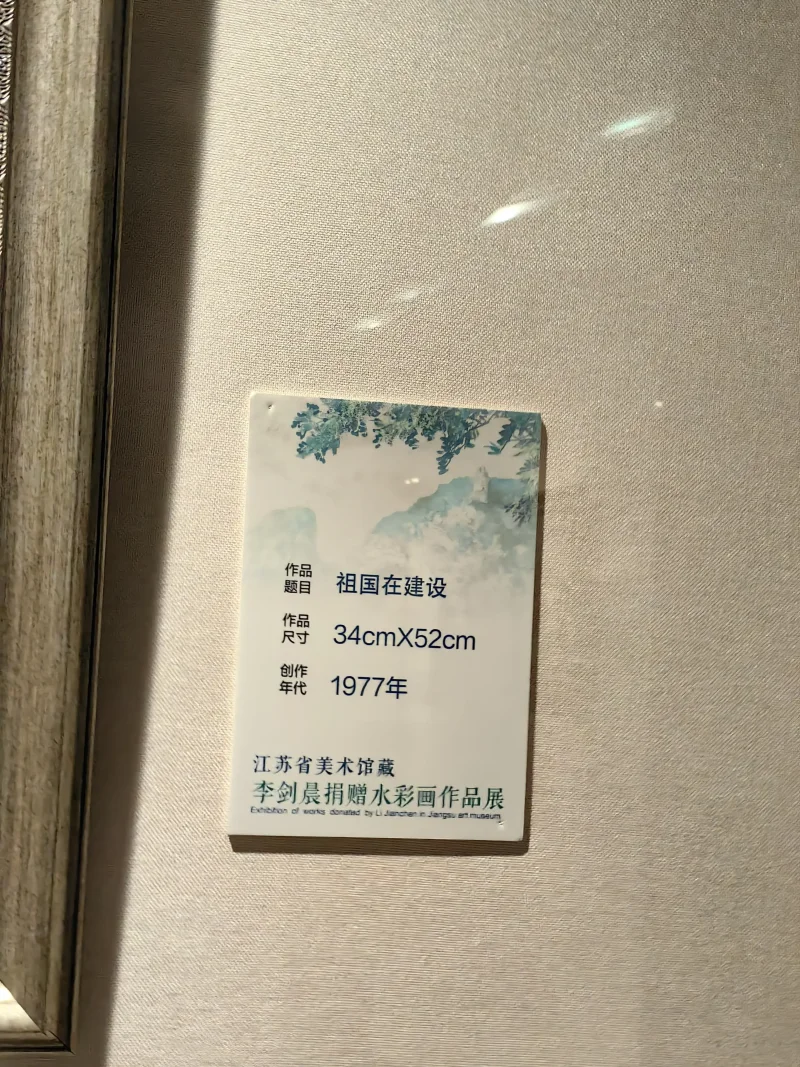 作品
题目 祖国在建设
作品
尺寸 34cmX52cm
创作
年代 1977年
江苏省美术馆藏
李剑晨捐赠水彩画作品展
Exhibition of works donated by Li Jianchen in Jiangsu art museum